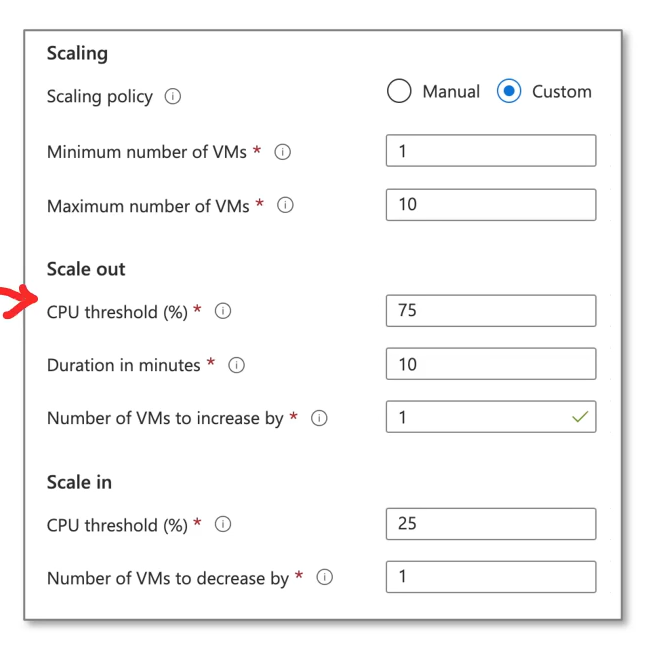 Scaling
Scaling policy Manual Custom
Minimum number of VMs * 1
Maximum number of VMs * 10
Scale out
CPU threshold (%) * 75
Duration in minutes * 10
Number of VMs to increase by * 1
Scale in
CPU threshold (%) * 25
Number of VMs to decrease by * 1